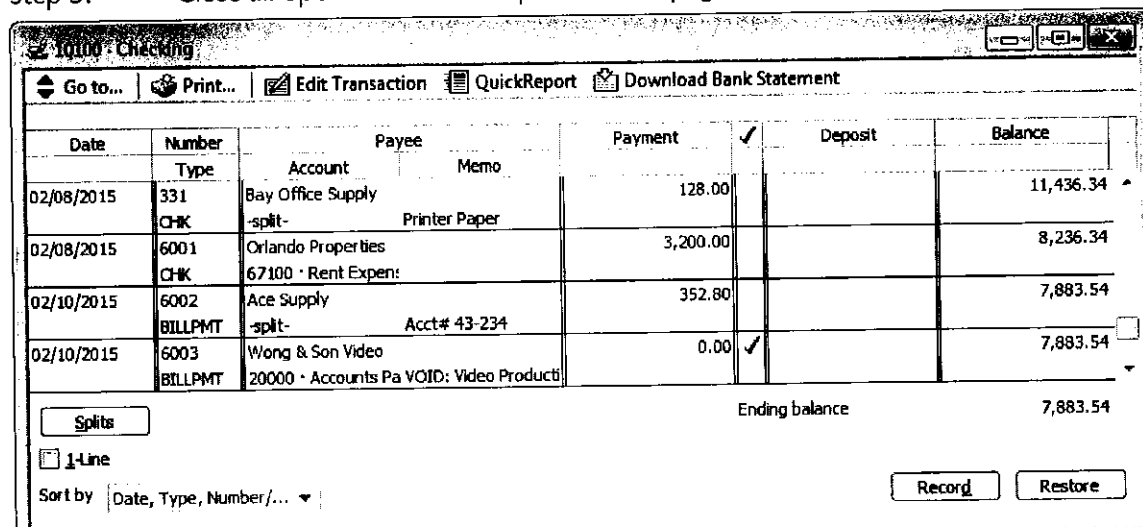 10100 · Checking
Go to... Print... Edit Transaction QuickReport Download Bank Statement
Date Number Payee Payment ✓ Deposit Balance
Type Account Memo
02/08/2015 331 Bay Office Supply 128.00 11,436.34
CHK -split- Printer Paper
02/08/2015 6001 Orlando Properties 3,200.00 8,236.34
CHK 67100 · Rent Expens
02/10/2015 6002 Ace Supply 352.80 7,883.54
BILLPMT -split- Acct# 43-234
02/10/2015 6003 Wong & Son Video 0.00 ✓ 7,883.54
BILLPMT 20000 · Accounts Pa VOID: Video Producti
Splits Ending balance 7,883.54
1-Line
Sort by Date, Type, Number/... Record Restore